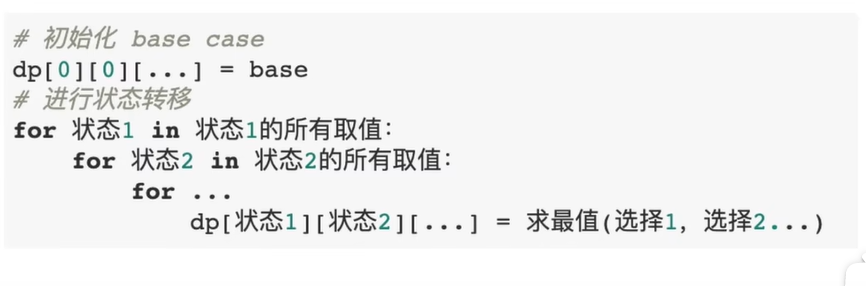 # 初始化 base case
dp[0][0][...] = base
# 进行状态转移
for 状态1 in 状态1的所有取值:
    for 状态2 in 状态2的所有取值:
        for ...
            dp[状态1][状态2][...] = 求最值(选择1, 选择2...)